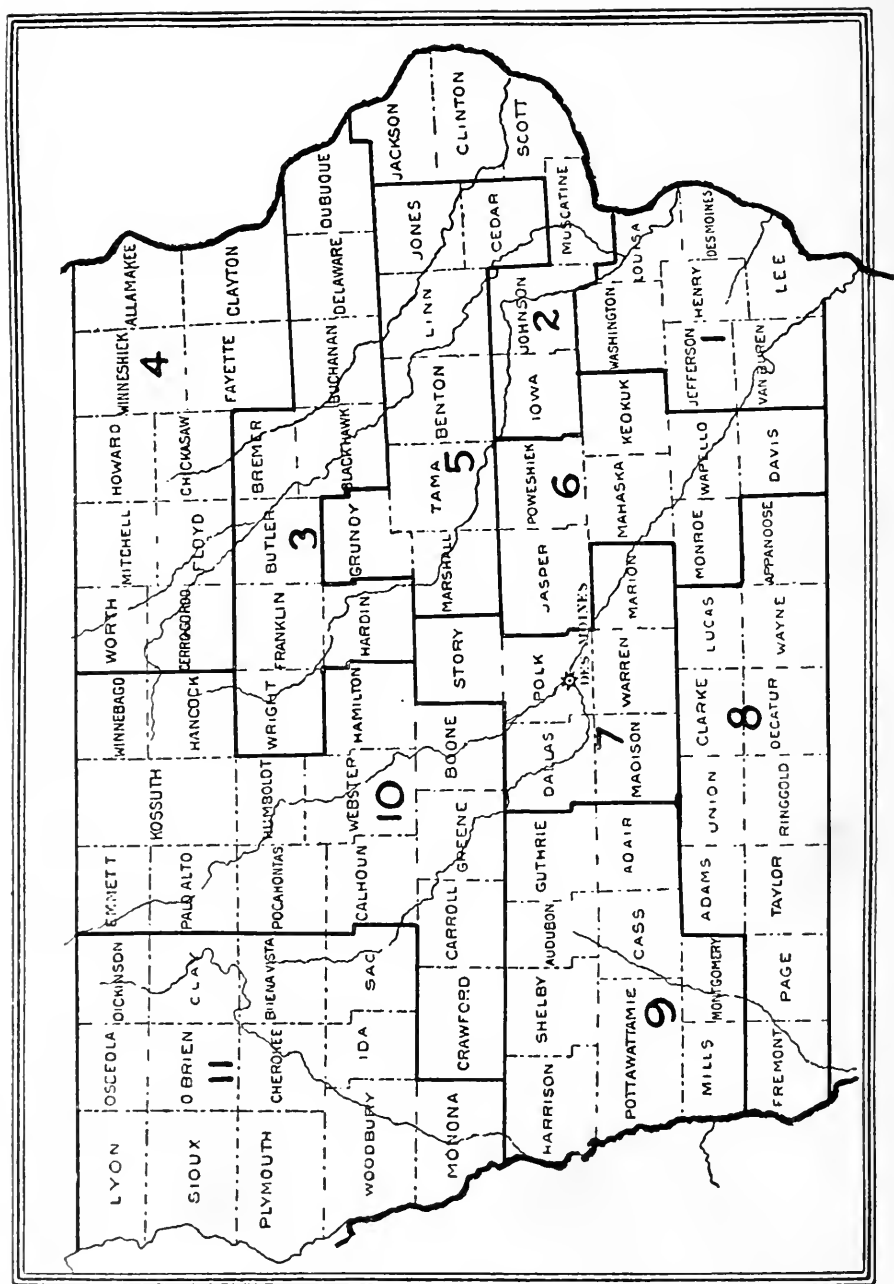 LYON
OSCEOLA
DICKINSON
EMMETT
WINNEBAGO
WORTH
MITCHELL
HOWARD
WINNESHIEK
ALLAMAKEE
4
SIOUX
O'BRIEN
CLAY
PALO ALTO
KOSSUTH
HANCOCK
CERRO GORDO
FLOYD
CHICKASAW
11
PLYMOUTH
CHEROKEE
BUENA VISTA
POCAHONTAS
HUMBOLDT
WRIGHT
FRANKLIN
BUTLER
BREMER
FAYETTE
CLAYTON
3
WOODBURY
IDA
SAC
CALHOUN
WEBSTER
HAMILTON
HARDIN
GRUNDY
BLACKHAWK
BUCHANAN
DELAWARE
DUBUQUE
10
MONONA
CRAWFORD
CARROLL
GREENE
BOONE
STORY
MARSHALL
TAMA
BENTON
LINN
JONES
JACKSON
5
CLINTON
HARRISON
SHELBY
AUDUBON
GUTHRIE
DALLAS
POLK
JASPER
POWESHIEK
IOWA
JOHNSON
CEDAR
SCOTT
2
MUSCATINE
DES MOINES
6
7
POTTAWATTAMIE
CASS
ADAIR
MADISON
WARREN
MARION
MAHASKA
KEOKUK
WASHINGTON
LOUISA
9
MILLS
MONTGOMERY
ADAMS
UNION
CLARKE
LUCAS
MONROE
WAPELLO
JEFFERSON
HENRY
DES MOINES
1
8
FREMONT
PAGE
TAYLOR
RINGGOLD
DECATUR
WAYNE
APPANOOSE
DAVIS
VAN BUREN
LEE